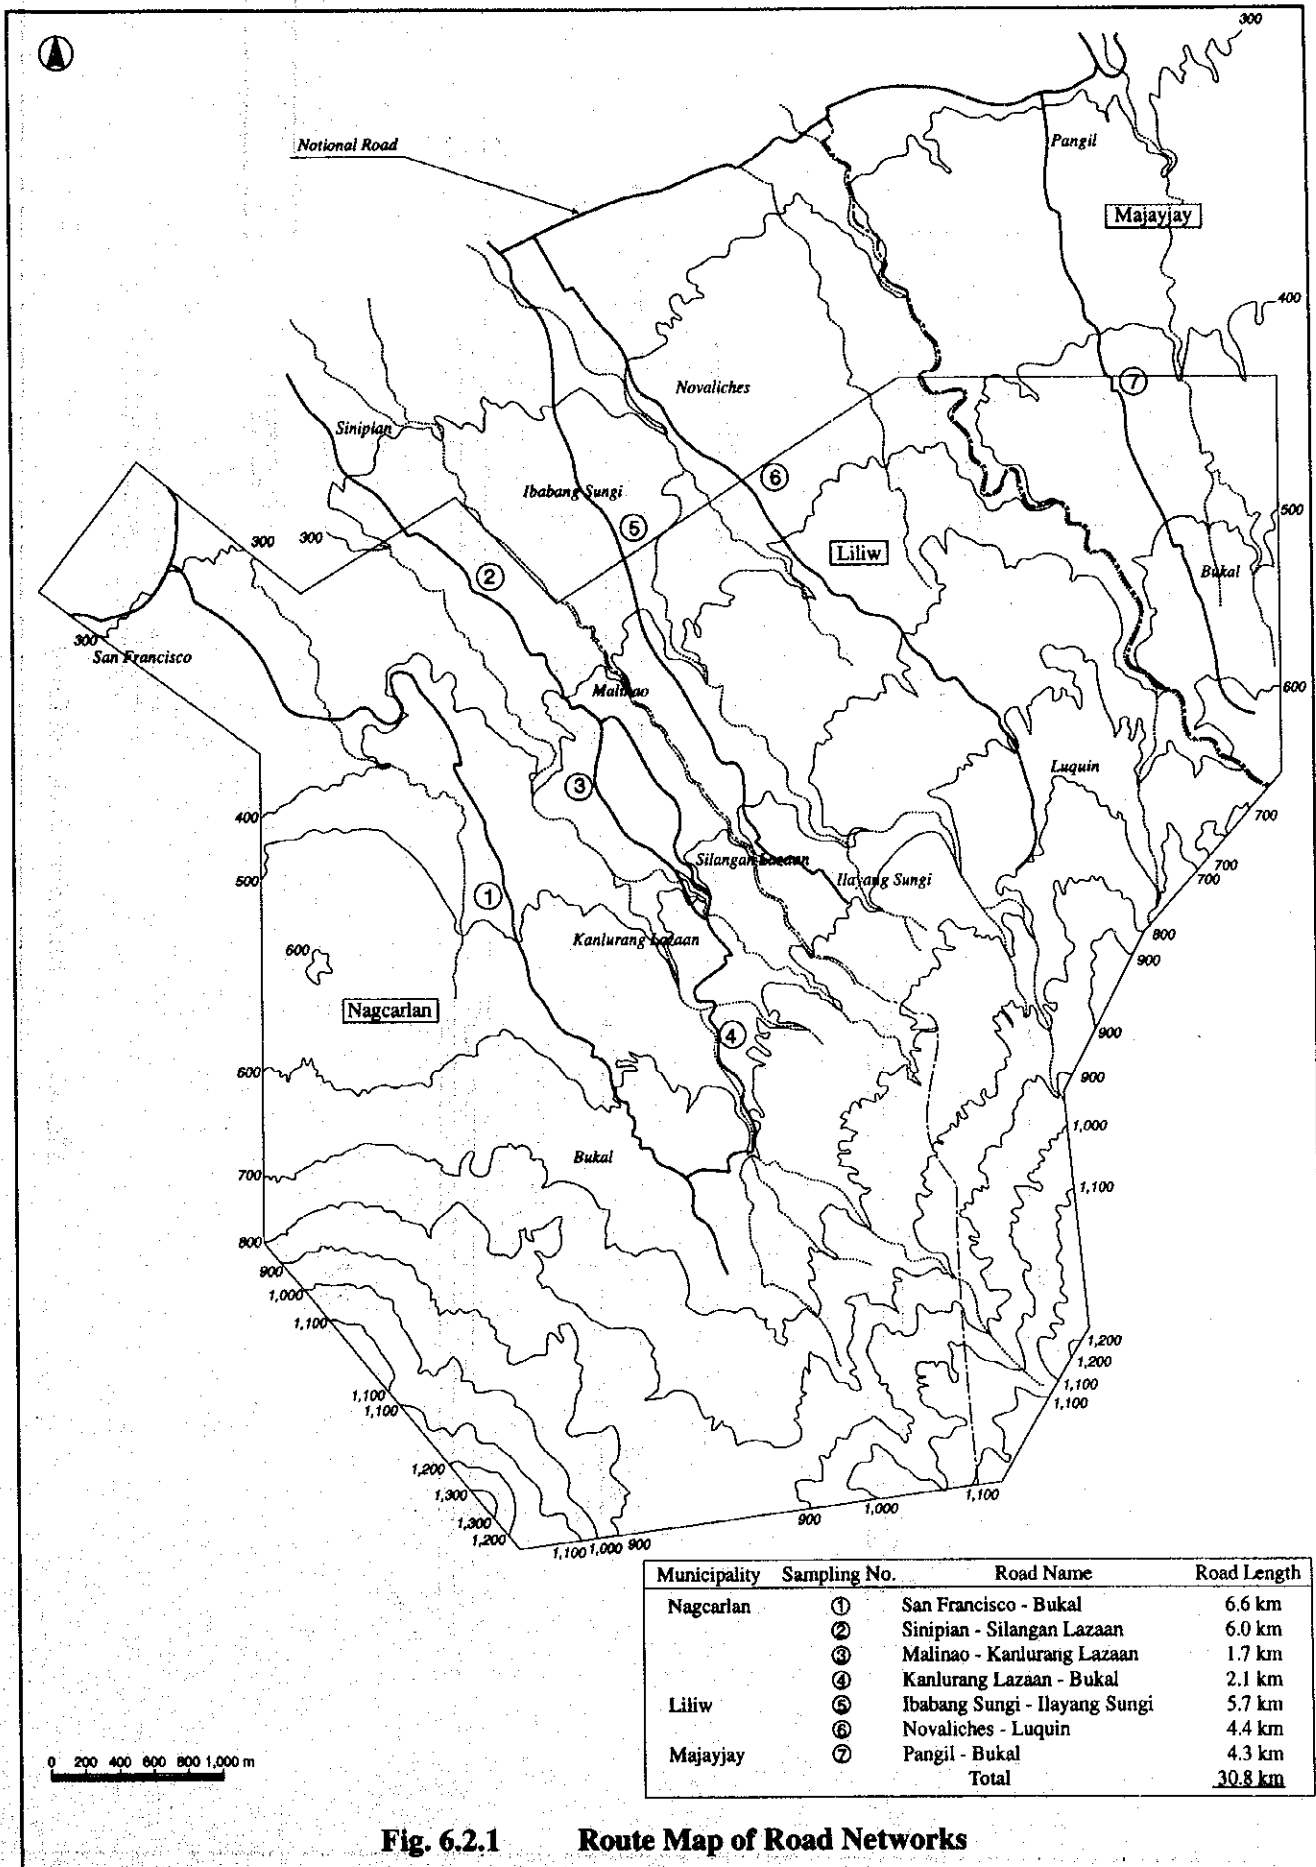 300
Notional Road
Pangil
Majayjay
400
Novaliches
⑦
Sinipian
⑥
Ibabang Sungi
500
⑤
300
300
Liliw
②
Bukal
300
San Francisco
600
Malinao
Luquin
③
400
700
Silangan Lazaan
700
500
Ilayang Sungi
700
①
Kanlurang Lazaan
800
600
900
Nagcarlan
④
900
600
900
1,000
Bukal
700
1,100
800
900
1,000
1,100
1,200
1,200
1,100
1,100
1,100
1,100
1,200
1,300
1,300
1,200
1,100 1,000 900
900
1,000
1,100
Municipality Sampling No. Road Name Road Length
Nagcarlan ① San Francisco - Bukal 6.6 km
② Sinipian - Silangan Lazaan 6.0 km
③ Malinao - Kanlurang Lazaan 1.7 km
④ Kanlurang Lazaan - Bukal 2.1 km
Liliw ⑤ Ibabang Sungi - Ilayang Sungi 5.7 km
⑥ Novaliches - Luquin 4.4 km
Majayjay ⑦ Pangil - Bukal 4.3 km
Total 30.8 km
0 200 400 600 800 1,000 m
Fig. 6.2.1 Route Map of Road Networks